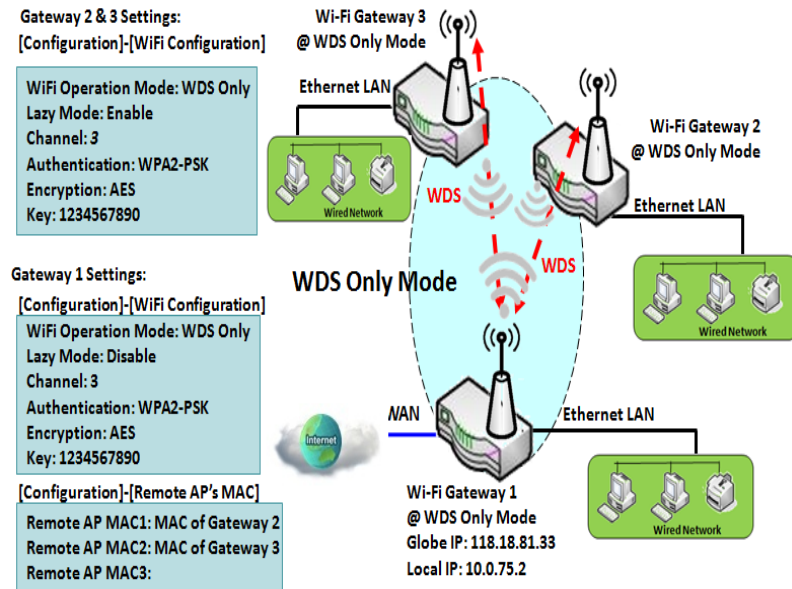 Gateway 2 & 3 Settings:
[Configuration]-[WiFi Configuration]
WiFi Operation Mode: WDS Only
Lazy Mode: Enable
Channel: 3
Authentication: WPA2-PSK
Encryption: AES
Key: 1234567890
Wi-Fi Gateway 3
@ WDS Only Mode
Ethernet LAN
Wired Network
Wi-Fi Gateway 2
@ WDS Only Mode
Ethernet LAN
Wired Network
WDS
WDS
WDS Only Mode
Gateway 1 Settings:
[Configuration]-[WiFi Configuration]
WiFi Operation Mode: WDS Only
Lazy Mode: Disable
Channel: 3
Authentication: WPA2-PSK
Encryption: AES
Key: 1234567890
[Configuration]-[Remote AP's MAC]
Remote AP MAC1: MAC of Gateway 2
Remote AP MAC2: MAC of Gateway 3
Remote AP MAC3:
Internet
WAN
Ethernet LAN
Wired Network
Wi-Fi Gateway 1
@ WDS Only Mode
Globe IP: 118.18.81.33
Local IP: 10.0.75.2